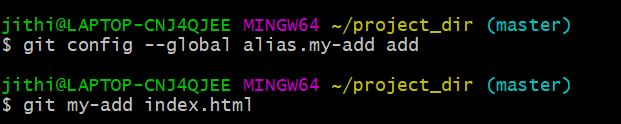 jithi@LAPTOP-CNJ4QJEE MINGW64 ~/project_dir (master)
$ git config --global alias.my-add add
jithi@LAPTOP-CNJ4QJEE MINGW64 ~/project_dir (master)
$ git my-add index.html